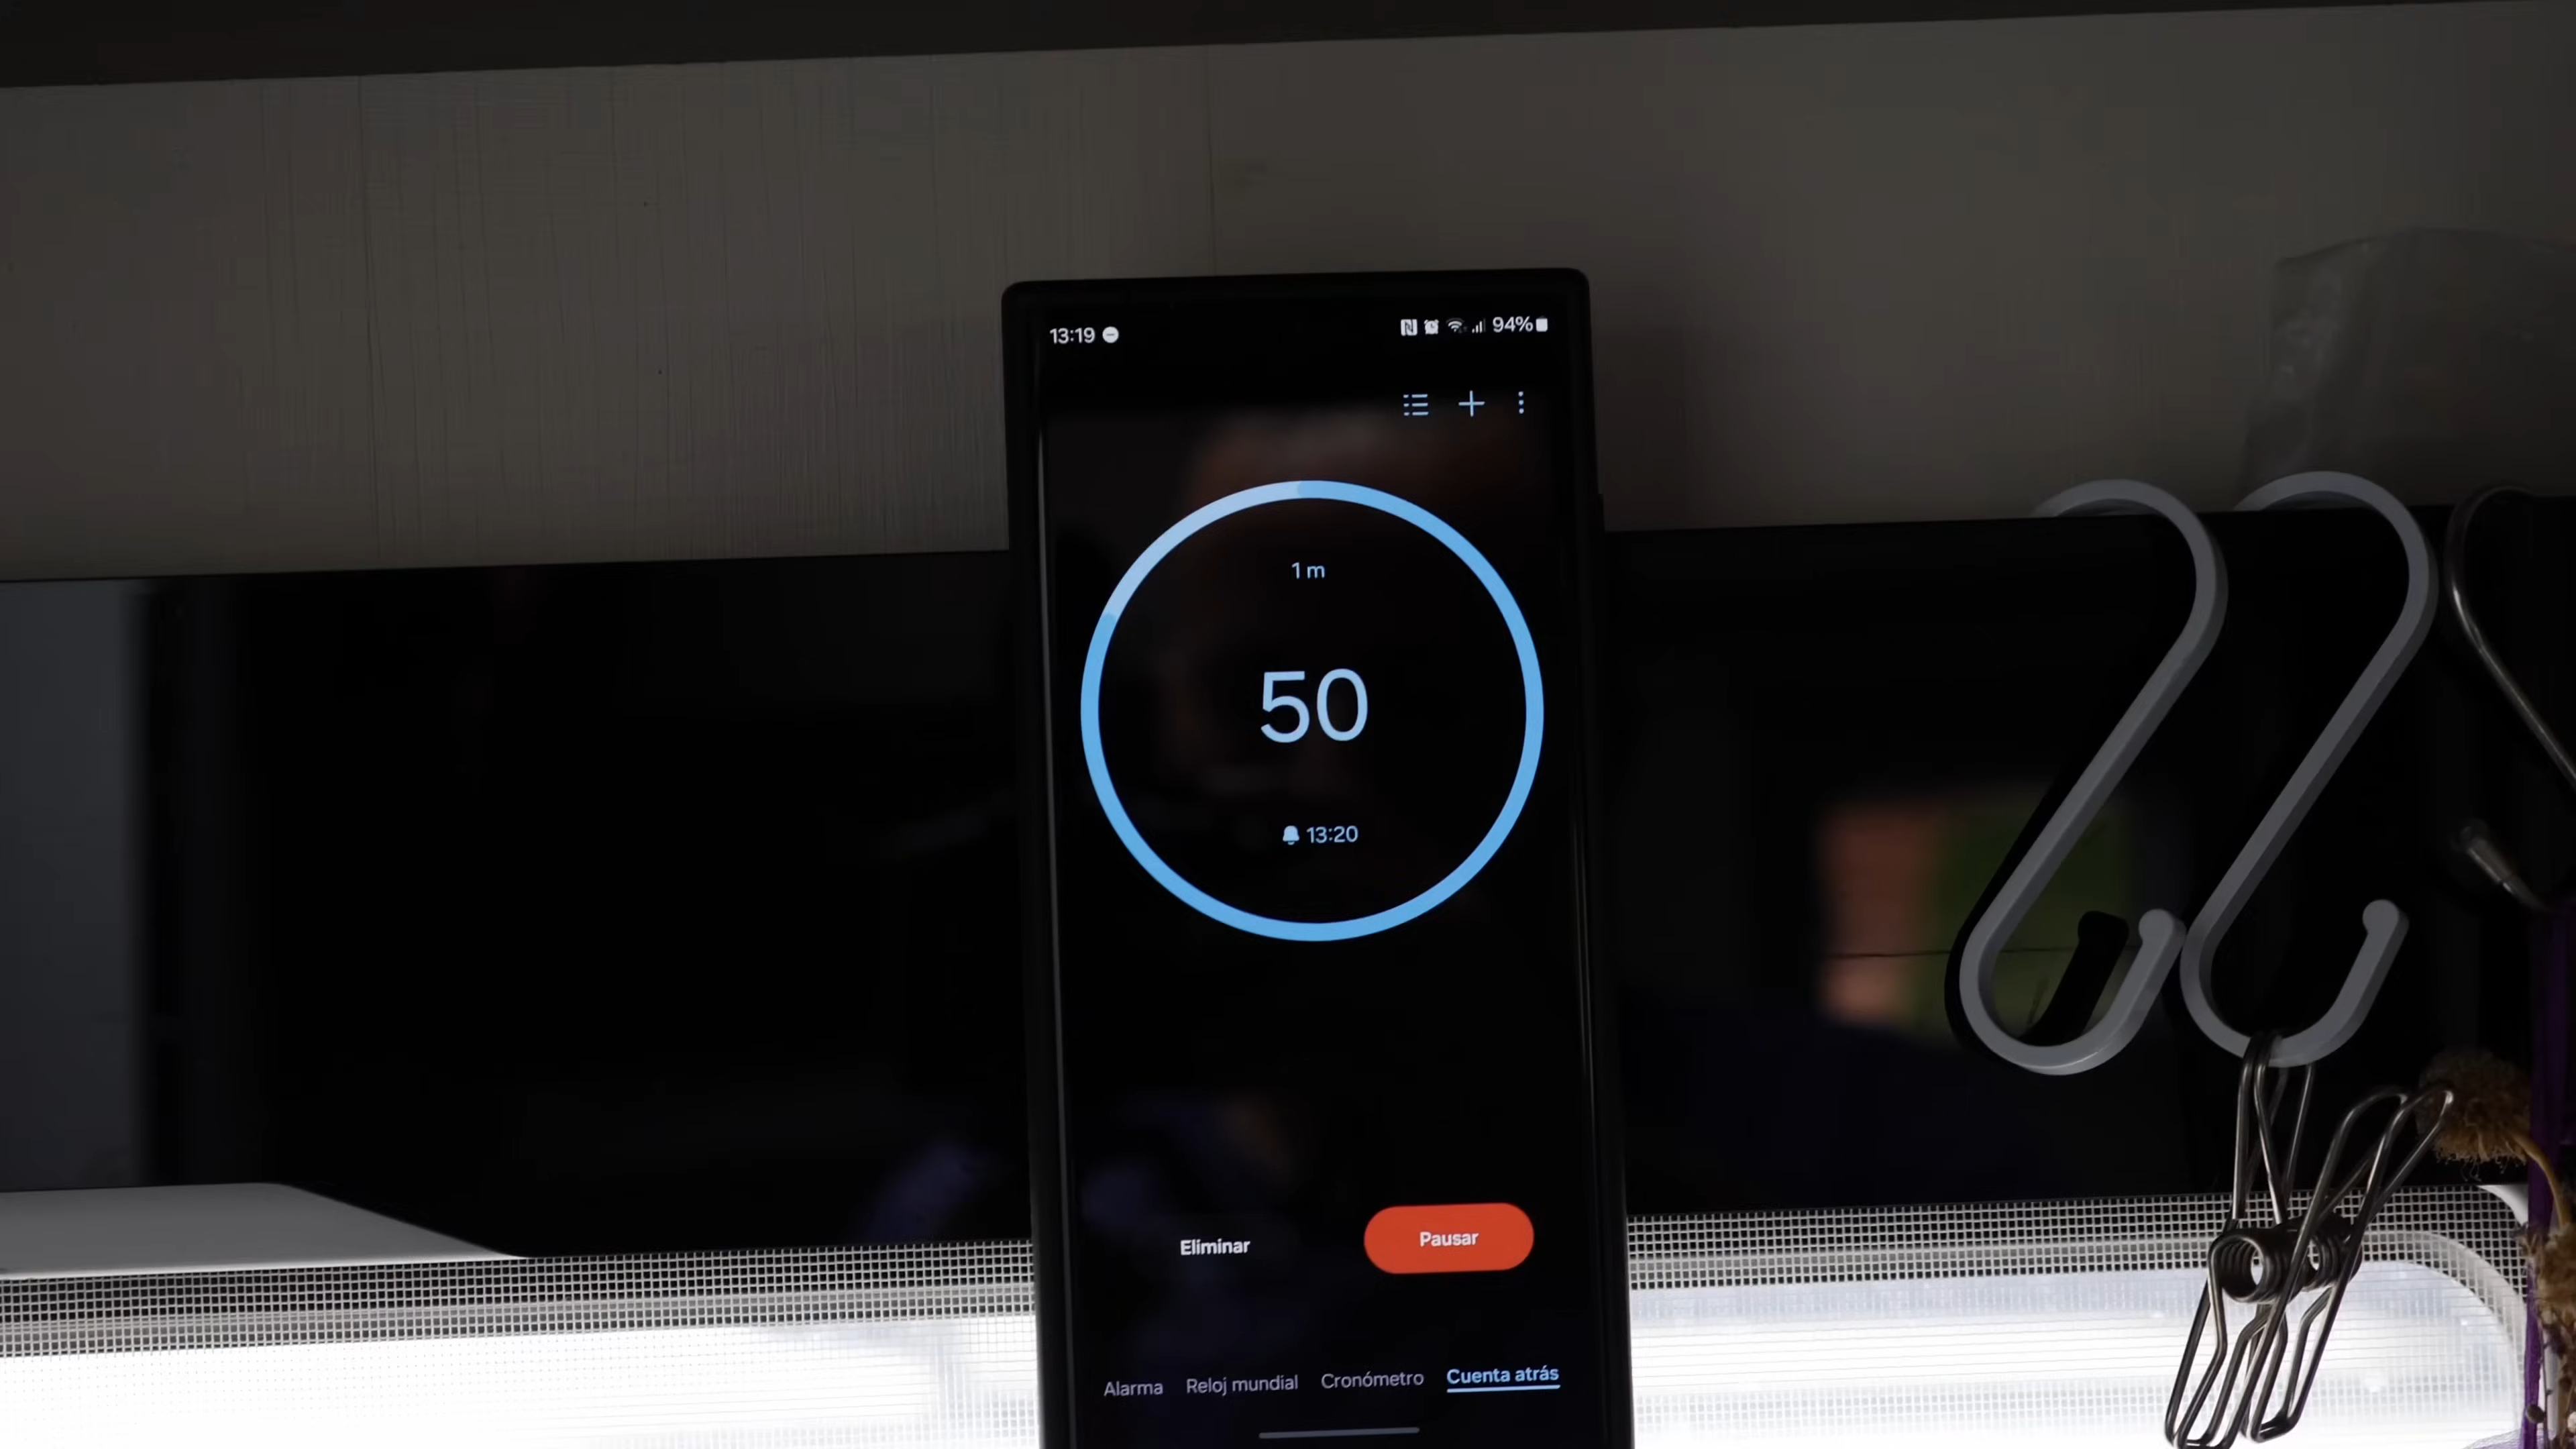 13:19 94%
1 m
50
13:20
Eliminar Pausar
Alarma Reloj mundial Cronómetro Cuenta atrás